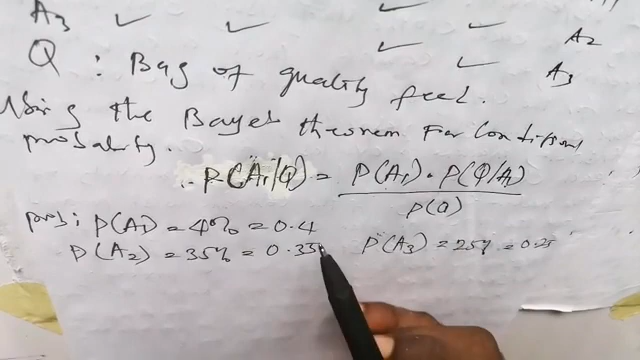 A3 ✓ ✓ ✓
✓ ✓ A2
Q : Bag of quality feed. A3
Using the Bayes theorem For Conditional
probability.
∴ P(A1/Q) = P(A1) · P(Q/A1)
P(Q)
P(A1) = 40% = 0.4
P(A2) = 35% = 0.35 P(A3) = 25% = 0.25